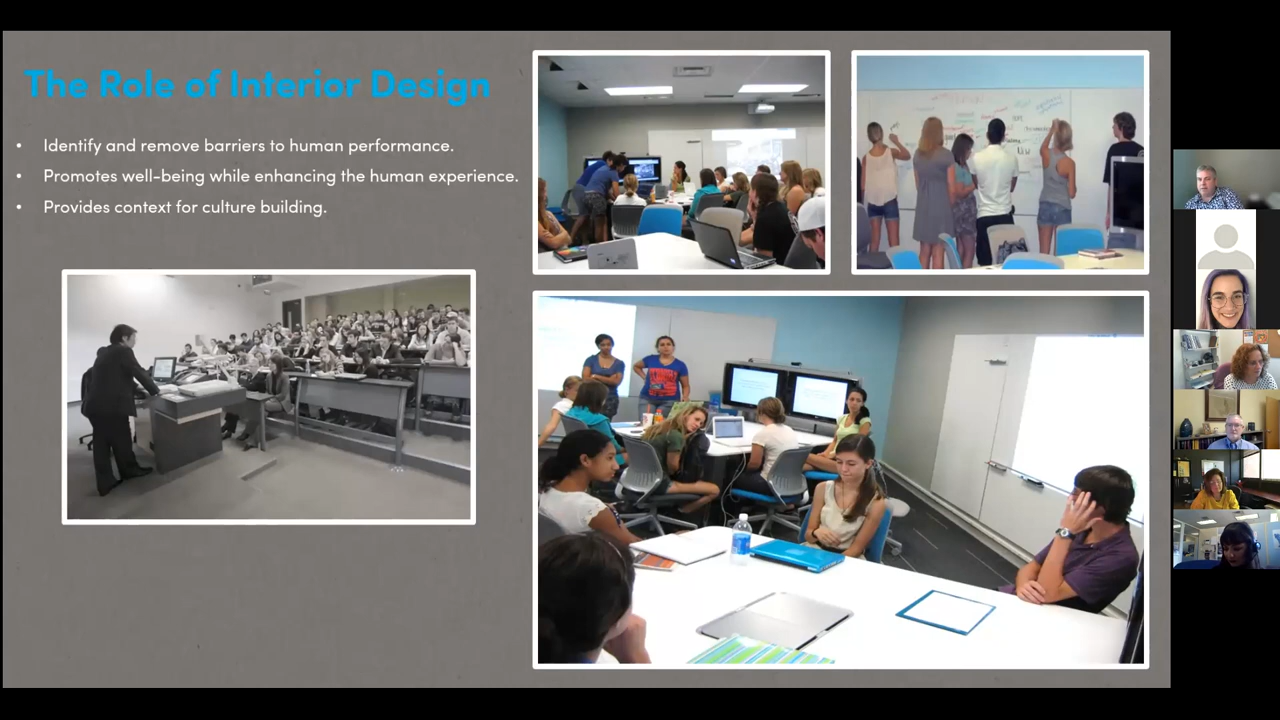 The Role of Interior Design
• Identify and remove barriers to human performance.
• Promotes well-being while enhancing the human experience.
• Provides context for culture building.